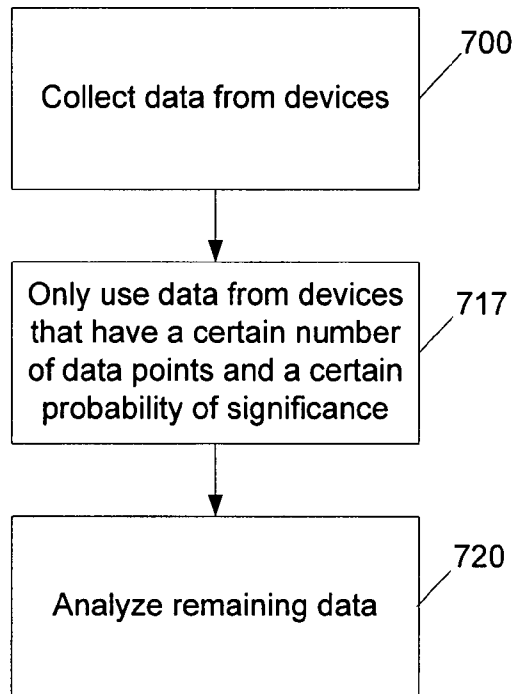 700
Collect data from devices
717
Only use data from devices
that have a certain number
of data points and a certain
probability of significance
720
Analyze remaining data